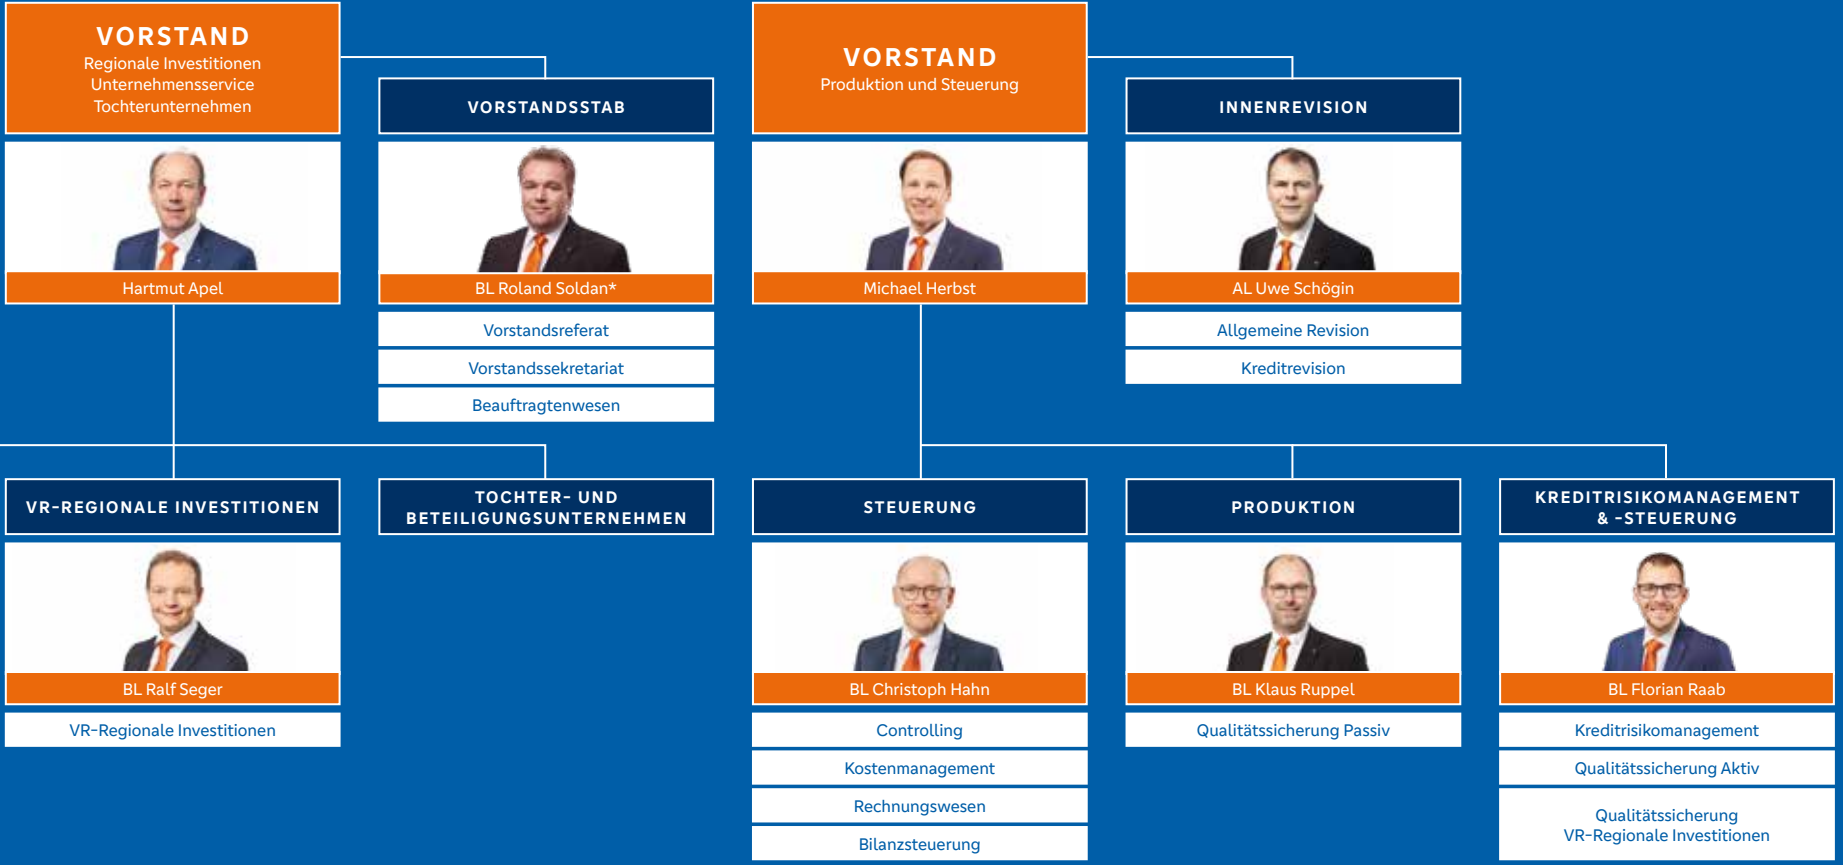 VORSTAND
Regionale Investitionen
Unternehmensservice
Tochterunternehmen
VORSTANDSSTAB
VORSTAND
Produktion und Steuerung
INNENREVISION
Hartmut Apel
BL Roland Soldan*
Michael Herbst
AL Uwe Schögin
Vorstandsreferat
Vorstandssekretariat
Beauftragtenwesen
Allgemeine Revision
Kreditrevision
VR-REGIONALE INVESTITIONEN
TOCHTER- UND
BETEILIGUNGSUNTERNEHMEN
STEUERUNG
PRODUKTION
KREDITRISIKOMANAGEMENT
& -STEUERUNG
BL Ralf Seger
BL Christoph Hahn
BL Klaus Ruppel
BL Florian Raab
VR-Regionale Investitionen
Controlling
Kostenmanagement
Rechnungswesen
Bilanzsteuerung
Qualitätssicherung Passiv
Kreditrisikomanagement
Qualitätssicherung Aktiv
Qualitätssicherung
VR-Regionale Investitionen